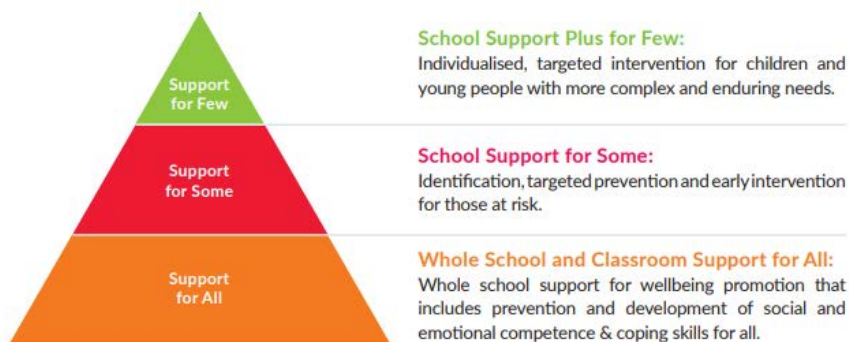 Support
for Few
School Support Plus for Few:
Individualised, targeted intervention for children and
young people with more complex and enduring needs.
Support
for Some
School Support for Some:
Identification, targeted prevention and early intervention
for those at risk.
Support
for All
Whole School and Classroom Support for All:
Whole school support for wellbeing promotion that
includes prevention and development of social and
emotional competence & coping skills for all.